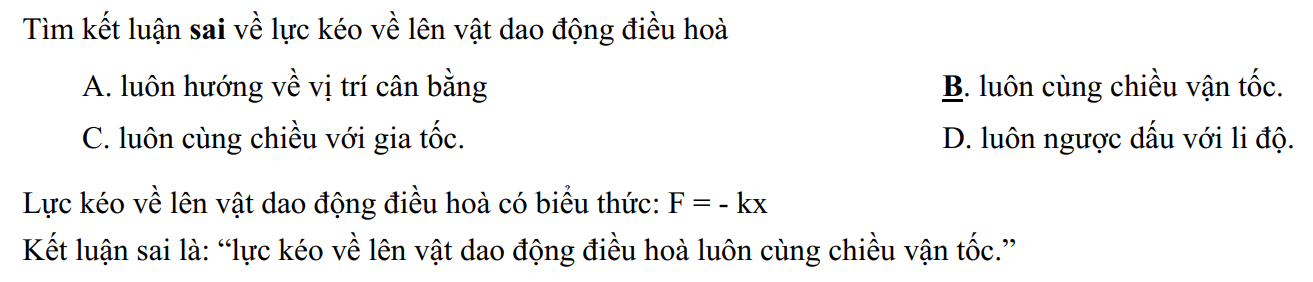 Tìm kết luận sai về lực kéo về lên vật dao động điều hoà
A. luôn hướng về vị trí cân bằng B. luôn cùng chiều vận tốc.
C. luôn cùng chiều với gia tốc. D. luôn ngược dấu với li độ.
Lực kéo về lên vật dao động điều hoà có biểu thức: F = - kx
Kết luận sai là: “lực kéo về lên vật dao động điều hoà luôn cùng chiều vận tốc.”